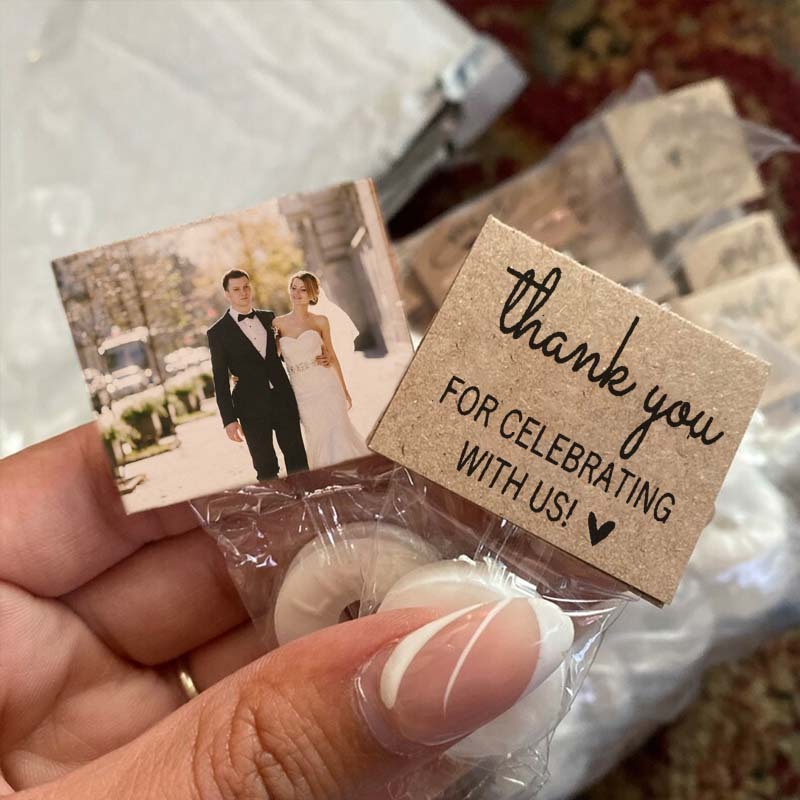 thank you
FOR CELEBRATING
WITH US! ♥